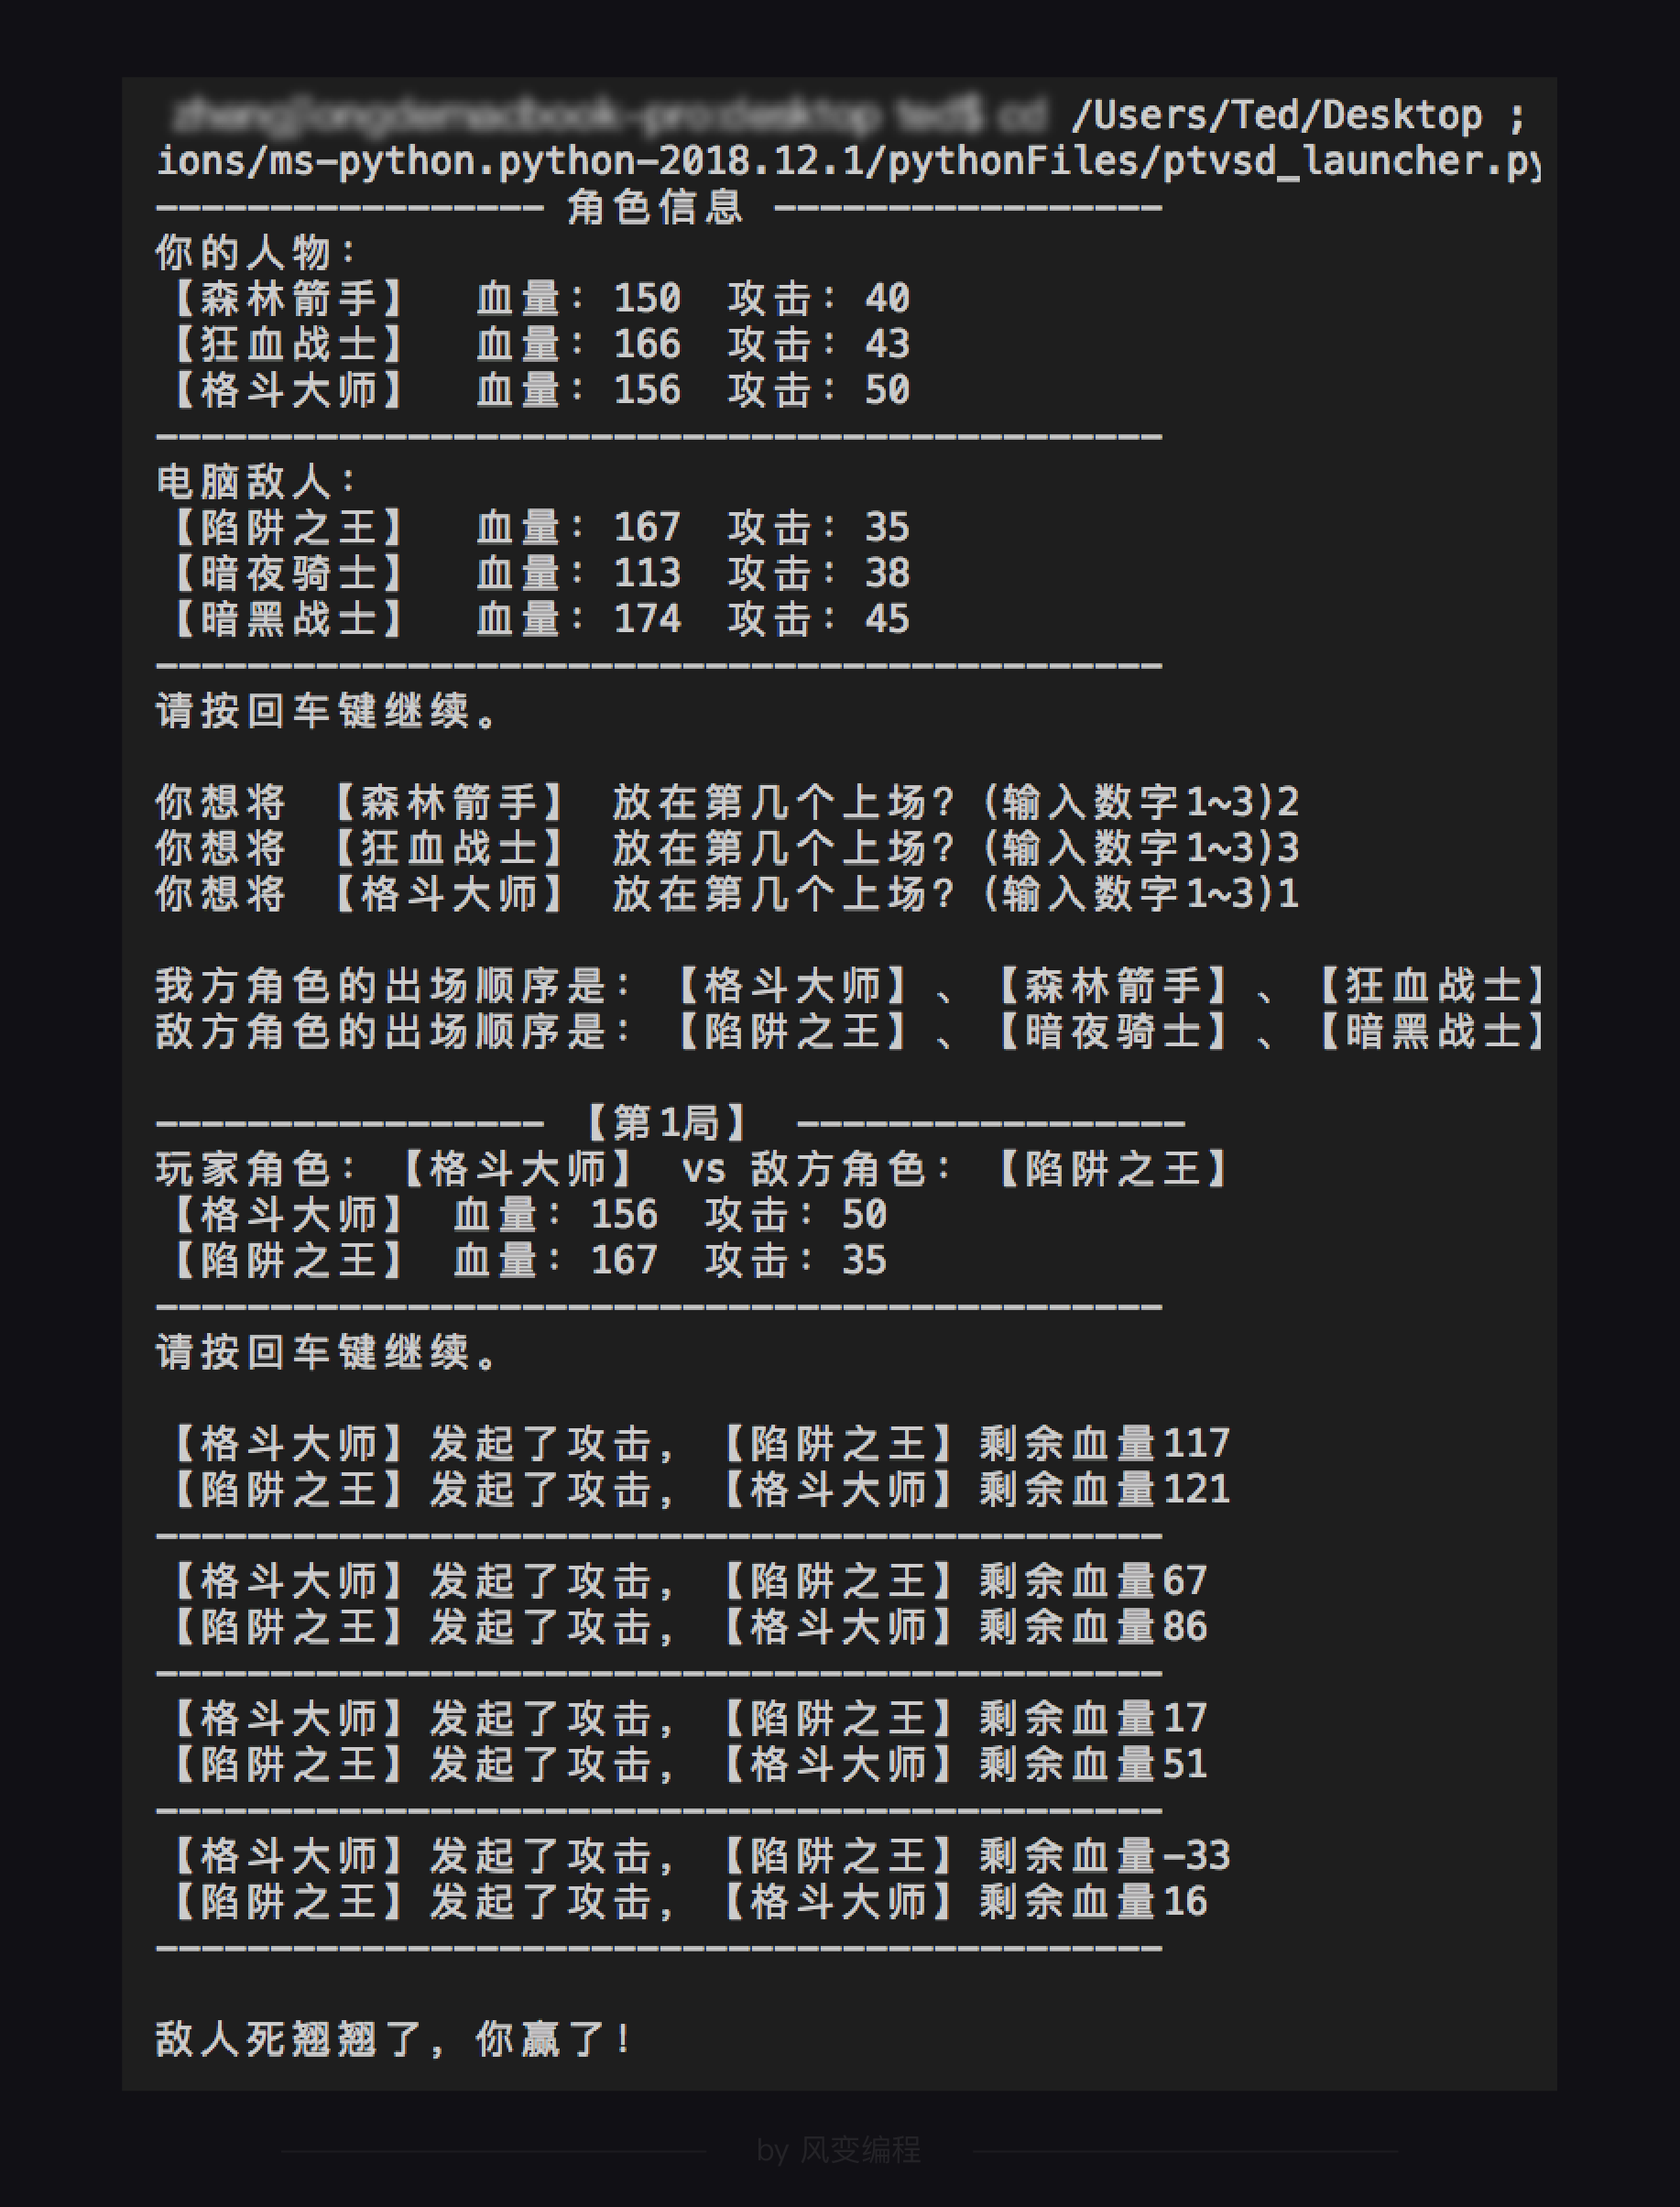 /Users/Ted/Desktop ;
ions/ms-python.python-2018.12.1/pythonFiles/ptvsd_launcher.py
----------------- 角色信息 -----------------
你的人物：
【森林箭手】  血量：150  攻击：40
【狂血战士】  血量：166  攻击：43
【格斗大师】  血量：156  攻击：50
--------------------------------------------
电脑敌人：
【陷阱之王】  血量：167  攻击：35
【暗夜骑士】  血量：113  攻击：38
【暗黑战士】  血量：174  攻击：45
--------------------------------------------
请按回车键继续。
你想将 【森林箭手】 放在第几个上场？(输入数字1~3)2
你想将 【狂血战士】 放在第几个上场？(输入数字1~3)3
你想将 【格斗大师】 放在第几个上场？(输入数字1~3)1
我方角色的出场顺序是：【格斗大师】、【森林箭手】、【狂血战士】
敌方角色的出场顺序是：【陷阱之王】、【暗夜骑士】、【暗黑战士】
----------------- 【第1局】 -----------------
玩家角色：【格斗大师】 vs 敌方角色：【陷阱之王】
【格斗大师】 血量：156  攻击：50
【陷阱之王】 血量：167  攻击：35
--------------------------------------------
请按回车键继续。
【格斗大师】发起了攻击，【陷阱之王】剩余血量117
【陷阱之王】发起了攻击，【格斗大师】剩余血量121
--------------------------------------------
【格斗大师】发起了攻击，【陷阱之王】剩余血量67
【陷阱之王】发起了攻击，【格斗大师】剩余血量86
--------------------------------------------
【格斗大师】发起了攻击，【陷阱之王】剩余血量17
【陷阱之王】发起了攻击，【格斗大师】剩余血量51
--------------------------------------------
【格斗大师】发起了攻击，【陷阱之王】剩余血量-33
【陷阱之王】发起了攻击，【格斗大师】剩余血量16
--------------------------------------------
敌人死翘翘了，你赢了！
by 风变编程